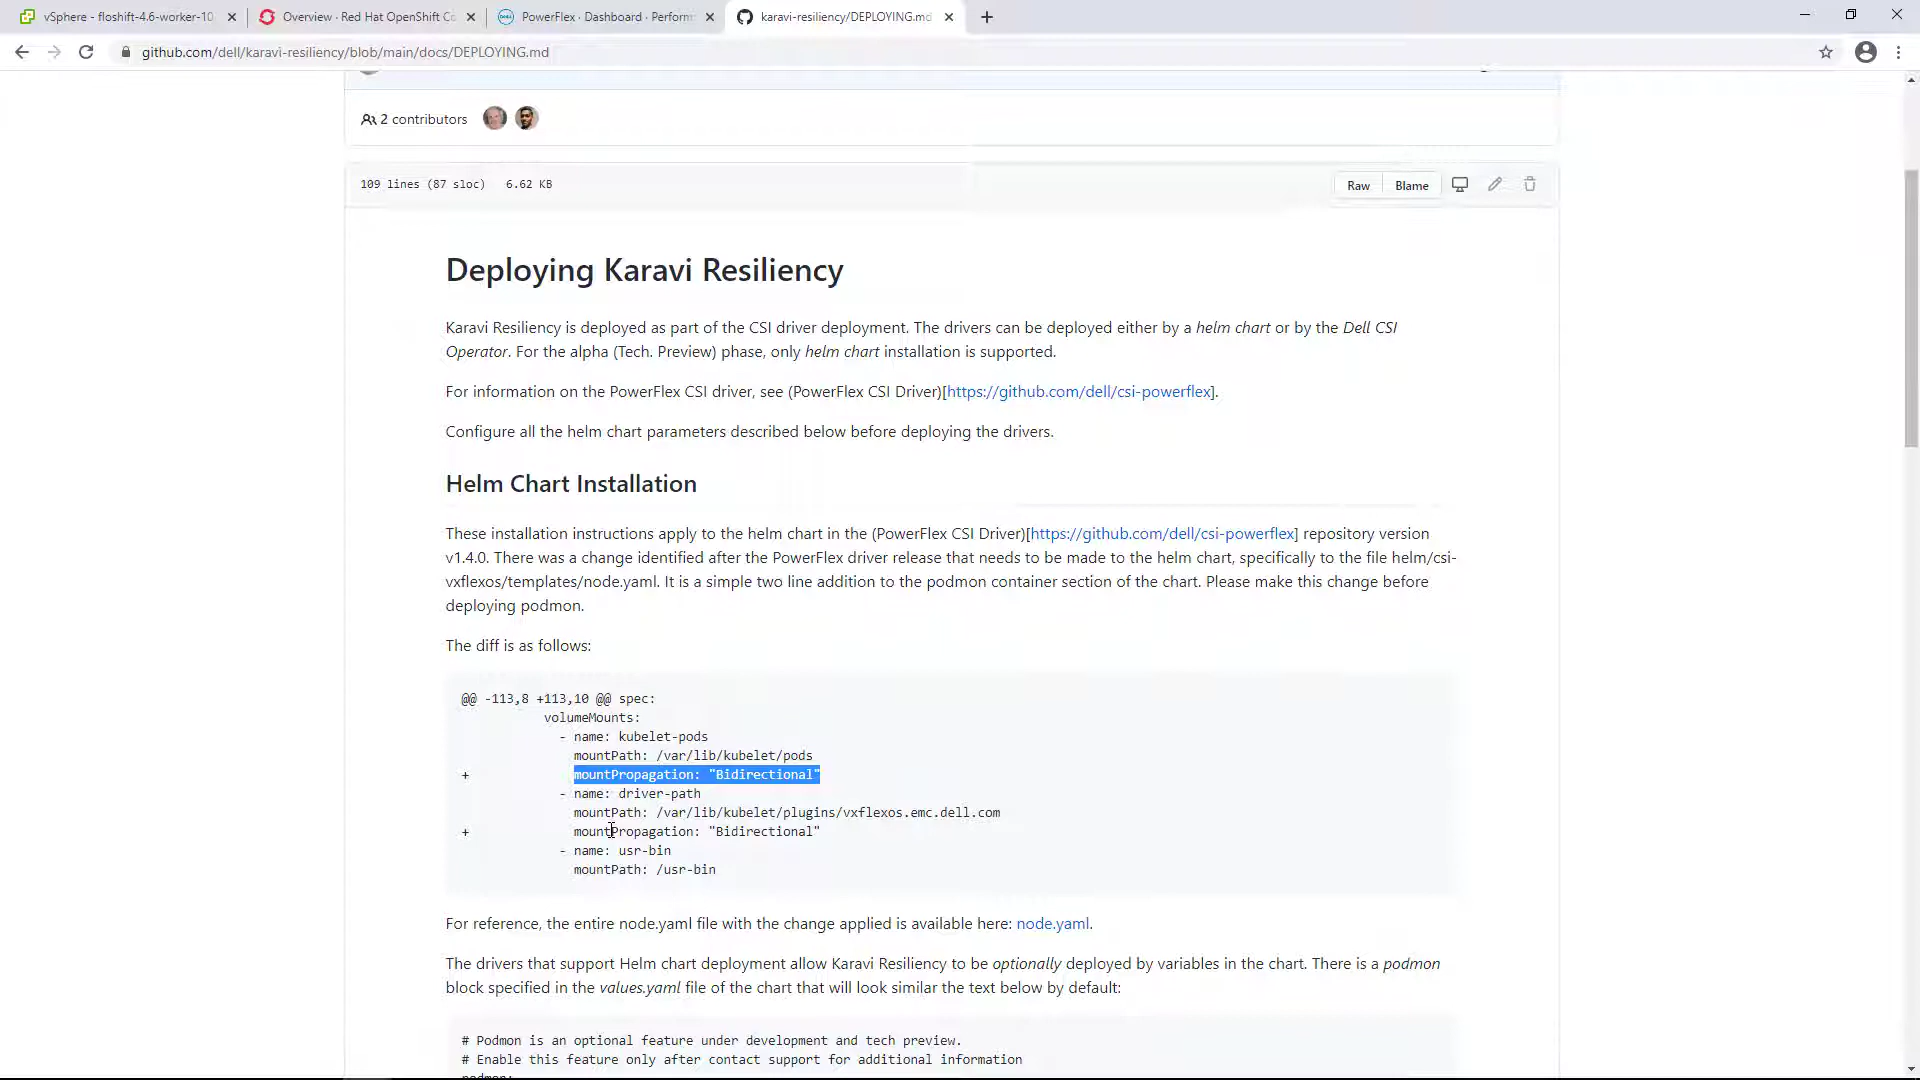 vSphere - floshift-4.6-worker-10
Overview · Red Hat OpenShift Co
PowerFlex · Dashboard · Perform
karavi-resiliency/DEPLOYING.md
github.com/dell/karavi-resiliency/blob/main/docs/DEPLOYING.md
2 contributors
109 lines (87 sloc) 6.62 KB
Raw Blame
Deploying Karavi Resiliency
Karavi Resiliency is deployed as part of the CSI driver deployment. The drivers can be deployed either by a helm chart or by the Dell CSI
Operator. For the alpha (Tech. Preview) phase, only helm chart installation is supported.
For information on the PowerFlex CSI driver, see (PowerFlex CSI Driver)[https://github.com/dell/csi-powerflex].
Configure all the helm chart parameters described below before deploying the drivers.
Helm Chart Installation
These installation instructions apply to the helm chart in the (PowerFlex CSI Driver)[https://github.com/dell/csi-powerflex] repository version
v1.4.0. There was a change identified after the PowerFlex driver release that needs to be made to the helm chart, specifically to the file helm/csi-
vxflexos/templates/node.yaml. It is a simple two line addition to the podmon container section of the chart. Please make this change before
deploying podmon.
The diff is as follows:
@@ -113,8 +113,10 @@ spec:
volumeMounts:
- name: kubelet-pods
mountPath: /var/lib/kubelet/pods
+ mountPropagation: "Bidirectional"
- name: driver-path
mountPath: /var/lib/kubelet/plugins/vxflexos.emc.dell.com
+ mountPropagation: "Bidirectional"
- name: usr-bin
mountPath: /usr-bin
For reference, the entire node.yaml file with the change applied is available here: node.yaml.
The drivers that support Helm chart deployment allow Karavi Resiliency to be optionally deployed by variables in the chart. There is a podmon
block specified in the values.yaml file of the chart that will look similar the text below by default:
# Podmon is an optional feature under development and tech preview.
# Enable this feature only after contact support for additional information
podmon: